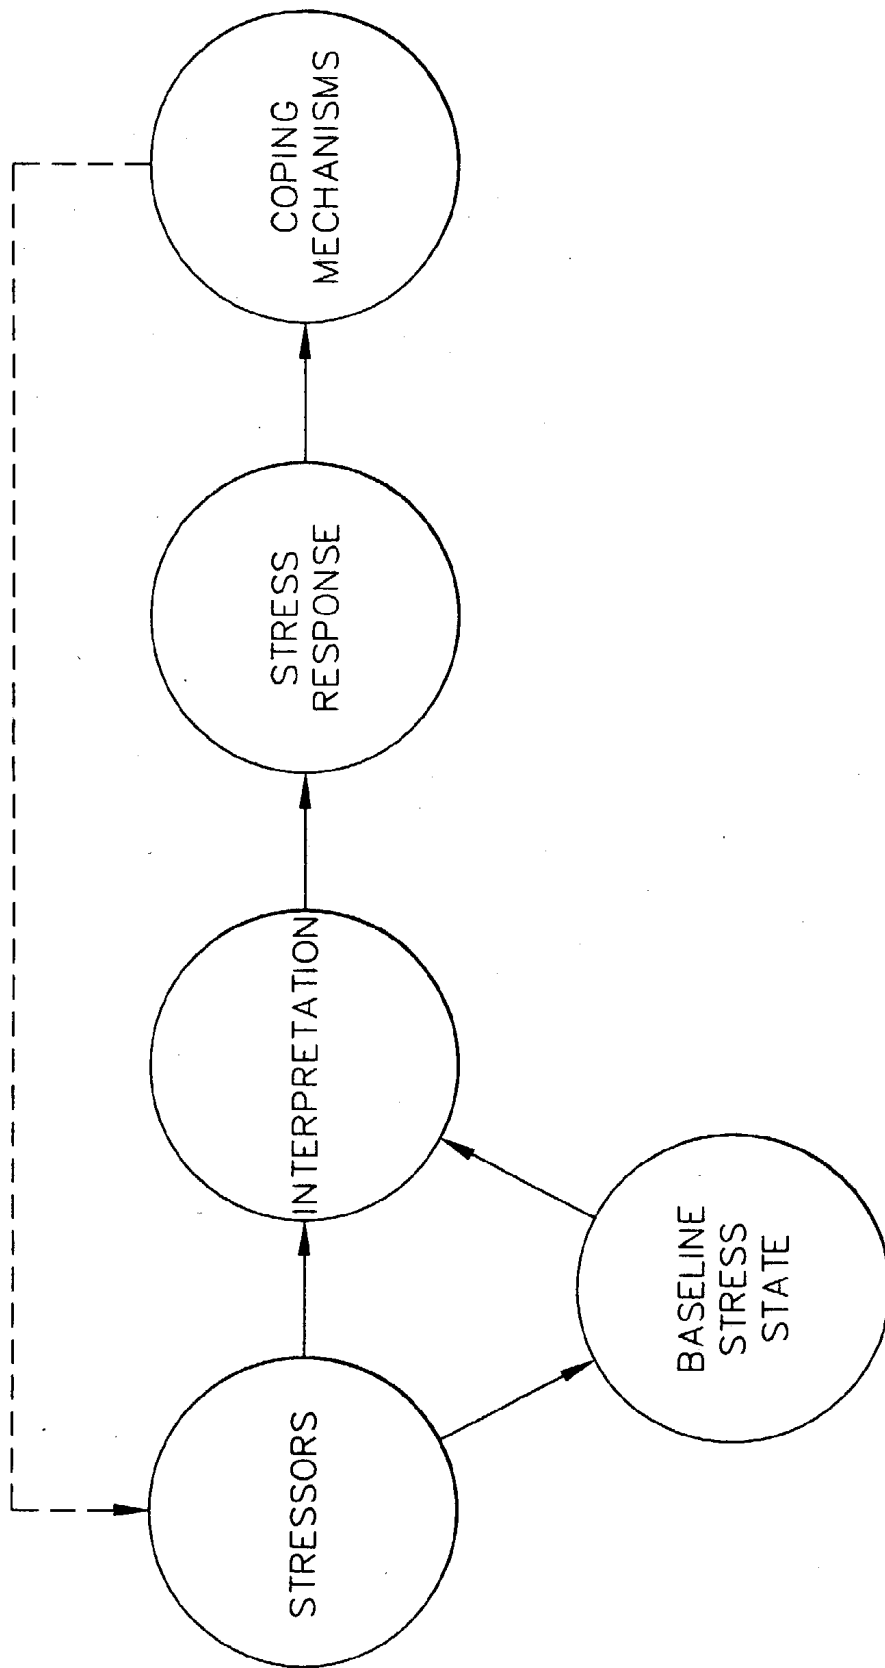 STRESSORS
INTERPRETATION
STRESS
RESPONSE
COPING
MECHANISMS
BASELINE
STRESS
STATE